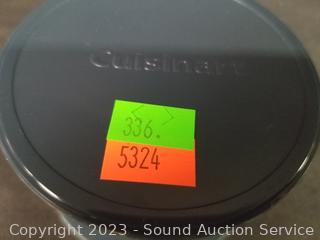 Cuisinart
336.
5324
Copyright 2023 - Sound Auction Service